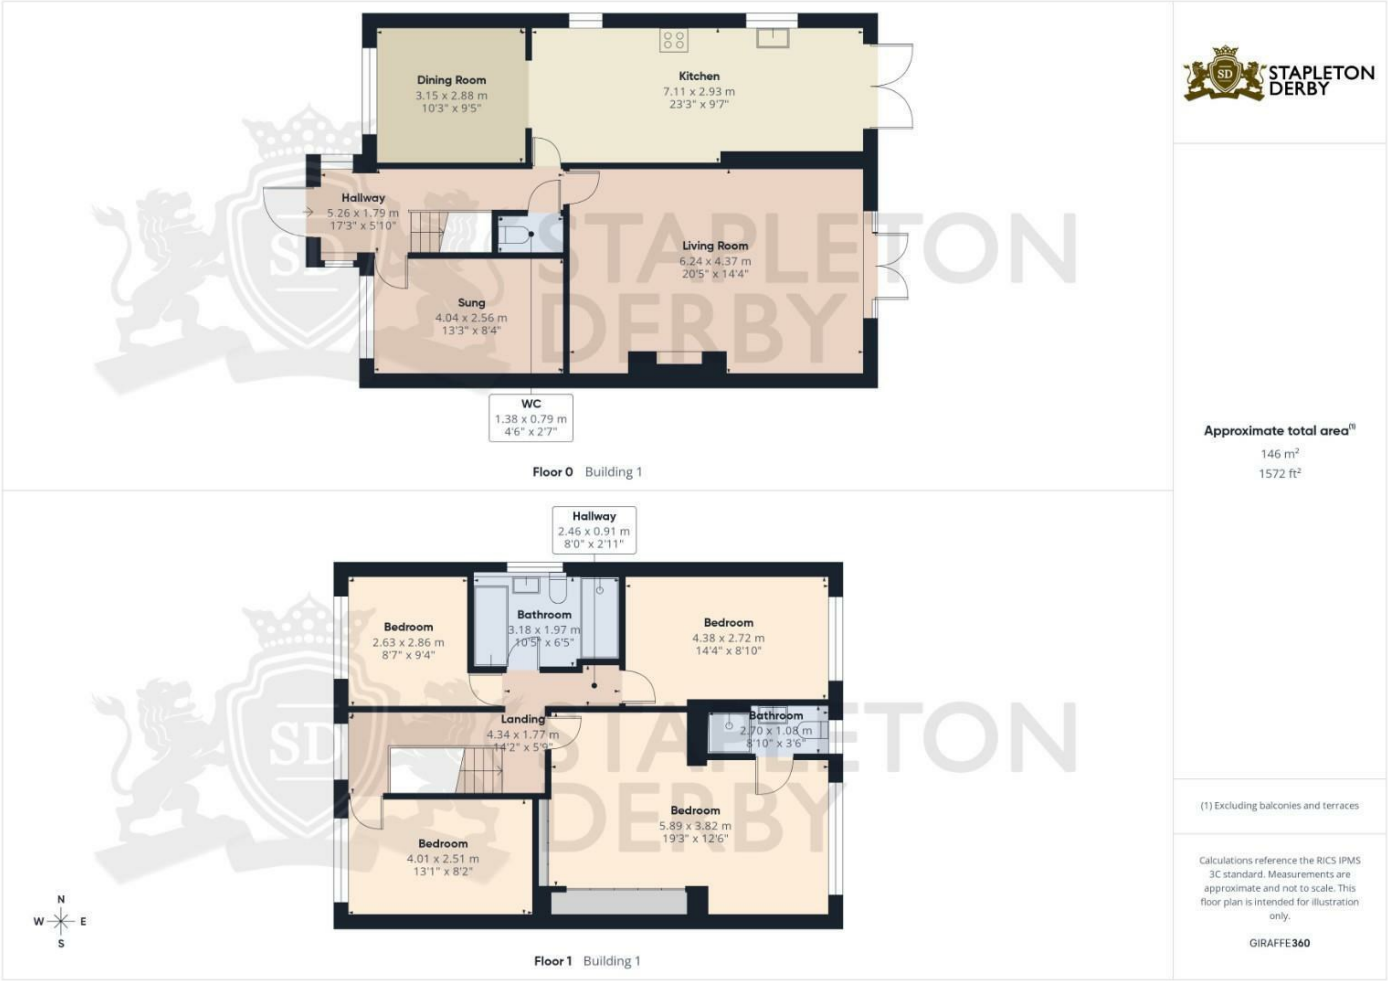 Dining Room
3.15 x 2.88 m
10'3" x 9'5"
Kitchen
7.11 x 2.93 m
23'3" x 9'7"
Hallway
5.26 x 1.79 m
17'3" x 5'10"
Living Room
6.24 x 4.37 m
20'5" x 14'4"
Sung
4.04 x 2.56 m
13'3" x 8'4"
WC
1.38 x 0.79 m
4'6" x 2'7"
SD
STAPLETON
DERBY
Floor 0 Building 1
Hallway
2.46 x 0.91 m
8'0" x 2'11"
Bedroom
2.63 x 2.86 m
8'7" x 9'4"
Bathroom
3.18 x 1.97 m
10'5" x 6'5"
Bedroom
4.38 x 2.72 m
14'4" x 8'10"
Landing
4.34 x 1.77 m
14'2" x 5'9"
Bathroom
2.70 x 1.08 m
8'10" x 3'6"
Bedroom
5.89 x 3.82 m
19'3" x 12'6"
Bedroom
4.01 x 2.51 m
13'1" x 8'2"
SD
STAPLETON
DERBY
N
W E
S
Floor 1 Building 1
SD
STAPLETON
DERBY
Approximate total area(1)
146 m²
1572 ft²
(1) Excluding balconies and terraces
Calculations reference the RICS IPMS
3C standard. Measurements are
approximate and not to scale. This
floor plan is intended for illustration
only.
GIRAFFE360